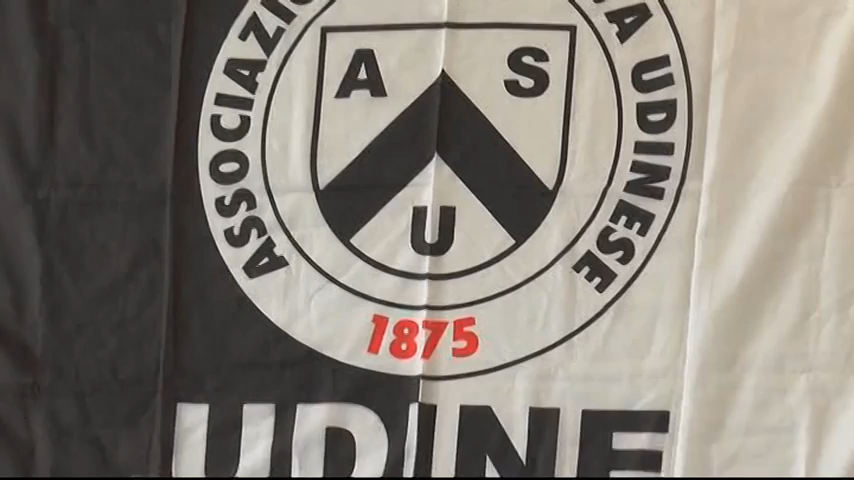 ASSOCIAZIO
A UDINESE
A S
U
1875
UDINE